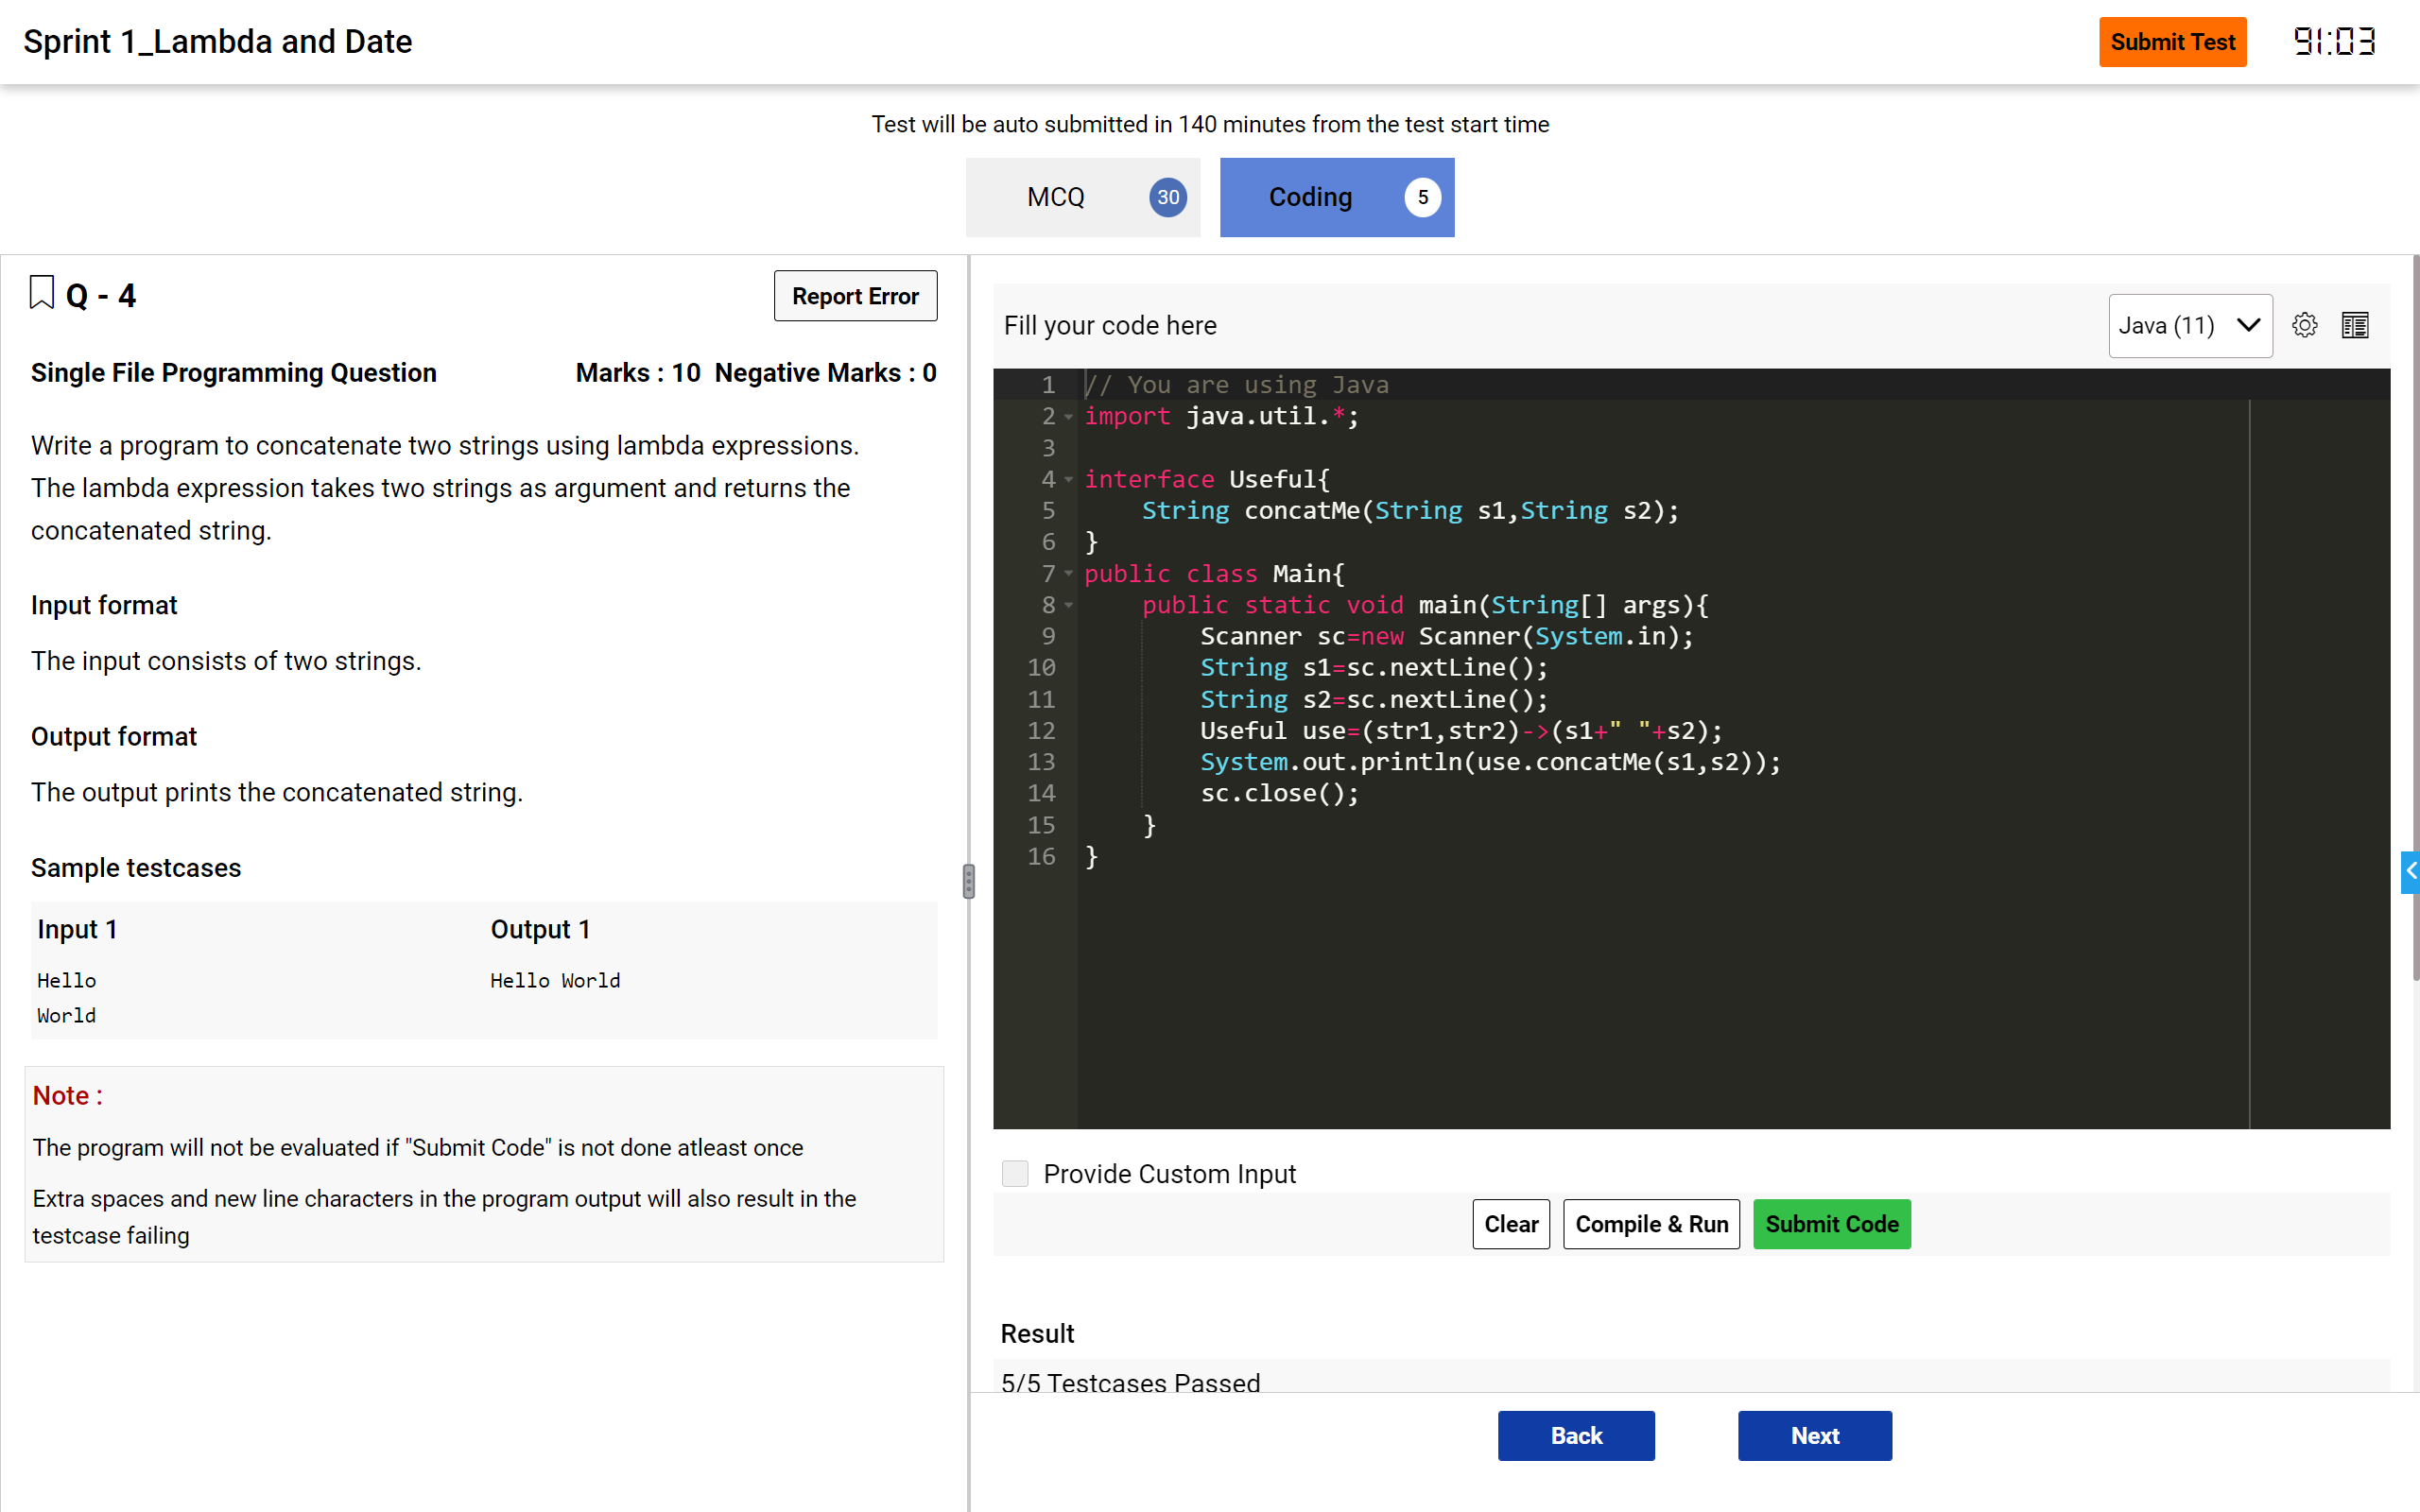 Sprint 1_Lambda and Date
Submit Test
91:03
Test will be auto submitted in 140 minutes from the test start time
MCQ 30
Coding 5
Q - 4
Report Error
Single File Programming Question
Marks : 10 Negative Marks : 0
Write a program to concatenate two strings using lambda expressions.
The lambda expression takes two strings as argument and returns the
concatenated string.
Input format
The input consists of two strings.
Output format
The output prints the concatenated string.
Sample testcases
Input 1 Output 1
Hello Hello World
World
Note :
The program will not be evaluated if "Submit Code" is not done atleast once
Extra spaces and new line characters in the program output will also result in the
testcase failing
Fill your code here
Java (11)
1 // You are using Java
2 import java.util.*;
3
4 interface Useful{
5 String concatMe(String s1,String s2);
6 }
7 public class Main{
8 public static void main(String[] args){
9 Scanner sc=new Scanner(System.in);
10 String s1=sc.nextLine();
11 String s2=sc.nextLine();
12 Useful use=(str1,str2)->(s1+" "+s2);
13 System.out.println(use.concatMe(s1,s2));
14 sc.close();
15 }
16 }
Provide Custom Input
Clear
Compile & Run
Submit Code
Result
5/5 Testcases Passed
Back
Next